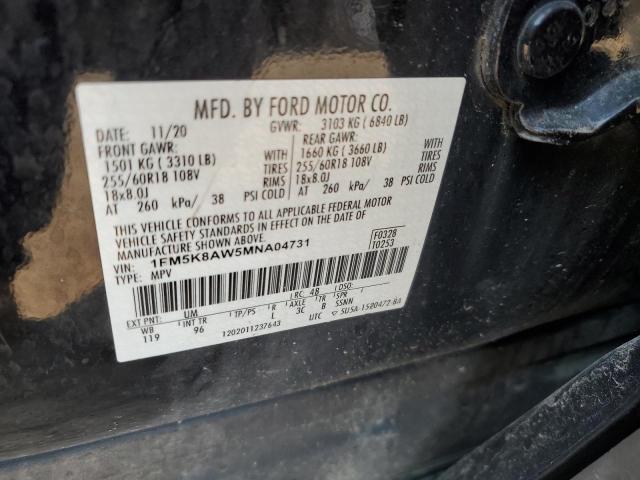 MFD. BY FORD MOTOR CO.
DATE: 11/20 GVWR: 3103 KG ( 6840 LB)
FRONT GAWR: REAR GAWR:
1501 KG ( 3310 LB) WITH 1660 KG ( 3660 LB) WITH
255/60R18 108V TIRES 255/60R18 108V TIRES
18x8.0J RIMS 18x8.0J RIMS
AT 260 kPa/ 38 PSI COLD AT 260 kPa/ 38 PSI COLD
THIS VEHICLE CONFORMS TO ALL APPLICABLE FEDERAL MOTOR
VEHICLE SAFETY STANDARDS IN EFFECT ON THE DATE OF
MANUFACTURE SHOWN ABOVE.
VIN: 1FM5K8AW5MNA04731 F0328
TYPE: MPV T0253
EXT PNT: UM RC: 48 DSO:
WB INT TR TP/PS R AXLE TR SPR
119 96 L 3C B SSNN
1202011237643 UTC